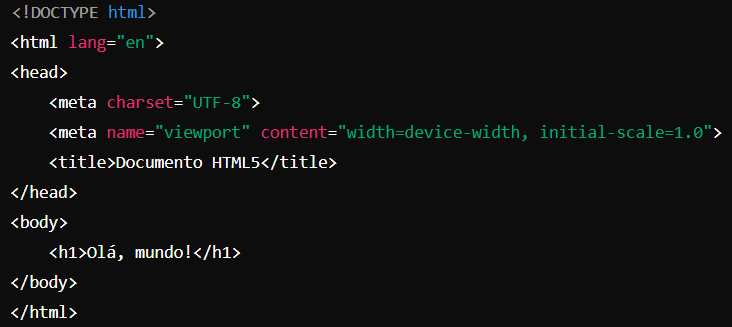 <!DOCTYPE html>
<html lang="en">
<head>
    <meta charset="UTF-8">
    <meta name="viewport" content="width=device-width, initial-scale=1.0">
    <title>Documento HTML5</title>
</head>
<body>
    <h1>Olá, mundo!</h1>
</body>
</html>